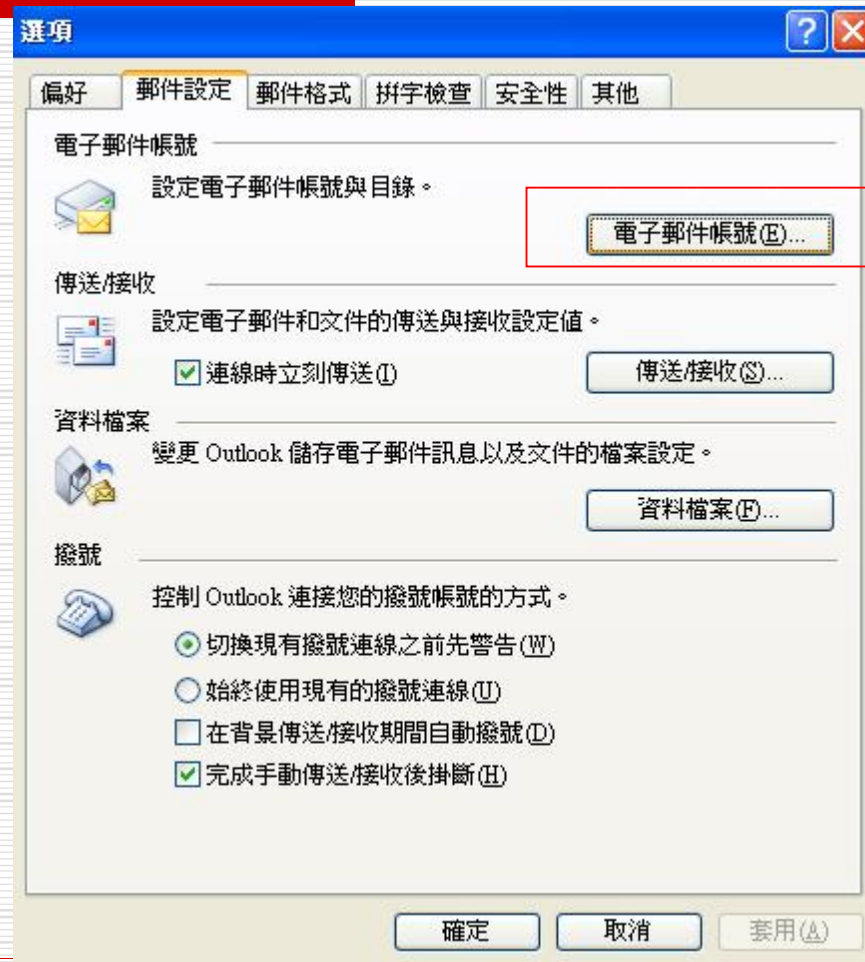 選項
偏好 郵件設定 郵件格式 拼字檢查 安全性 其他
電子郵件帳號
設定電子郵件帳號與目錄。
電子郵件帳號(E)...
傳送/接收
設定電子郵件和文件的傳送與接收設定值。
連線時立刻傳送(I) 傳送/接收(S)...
資料檔案
變更 Outlook 儲存電子郵件訊息以及文件的檔案設定。
資料檔案(F)...
撥號
控制 Outlook 連接您的撥號帳號的方式。
切換現有撥號連線之前先警告(W)
始終使用現有的撥號連線(U)
在背景傳送/接收期間自動撥號(D)
完成手動傳送/接收後掛斷(H)
確定 取消 套用(A)